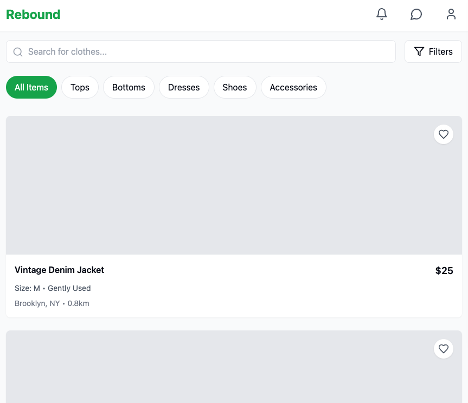 Rebound
Search for clothes...
Filters
All Items
Tops
Bottoms
Dresses
Shoes
Accessories
Vintage Denim Jacket
$25
Size: M • Gently Used
Brooklyn, NY • 0.8km